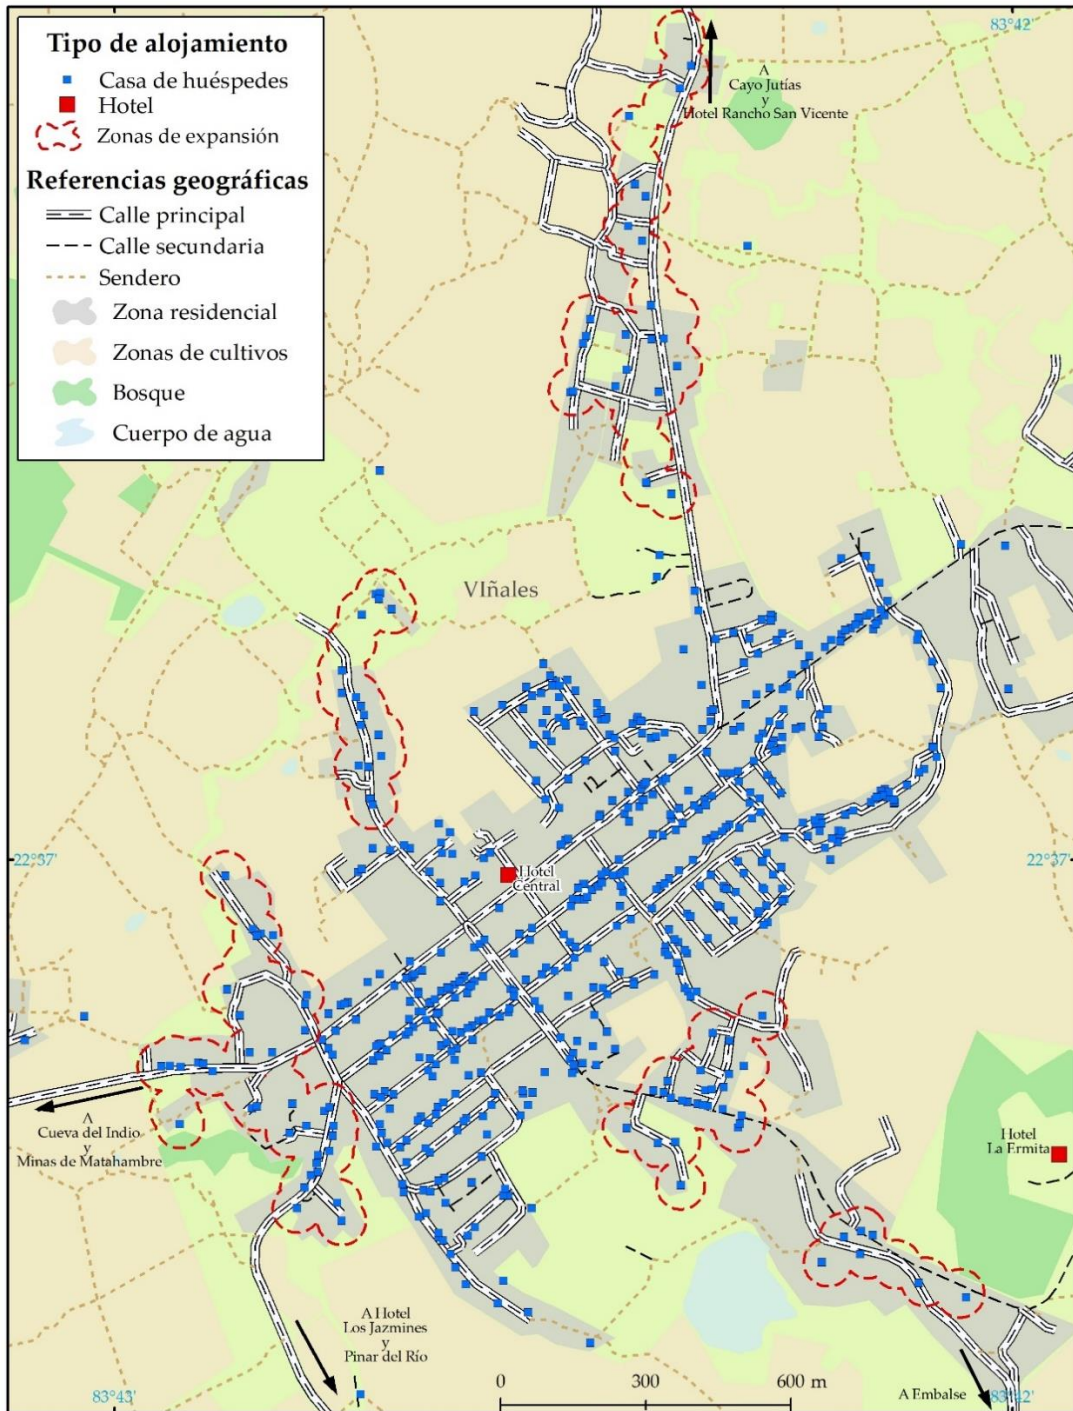 Tipo de alojamiento
Casa de huéspedes
Hotel
Zonas de expansión
Referencias geográficas
Calle principal
Calle secundaria
Sendero
Zona residencial
Zonas de cultivos
Bosque
Cuerpo de agua
83°42'
A
Cayo Jutías
y
Hotel Rancho San Vicente
VIñales
22°37'
22°37'
Hotel
Central
A
Cueva del Indio
y
Minas de Matahambre
Hotel
La Ermita
A Hotel
Los Jazmines
y
Pinar del Río
A Embalse
83°43'
0 300 600 m
83°42'